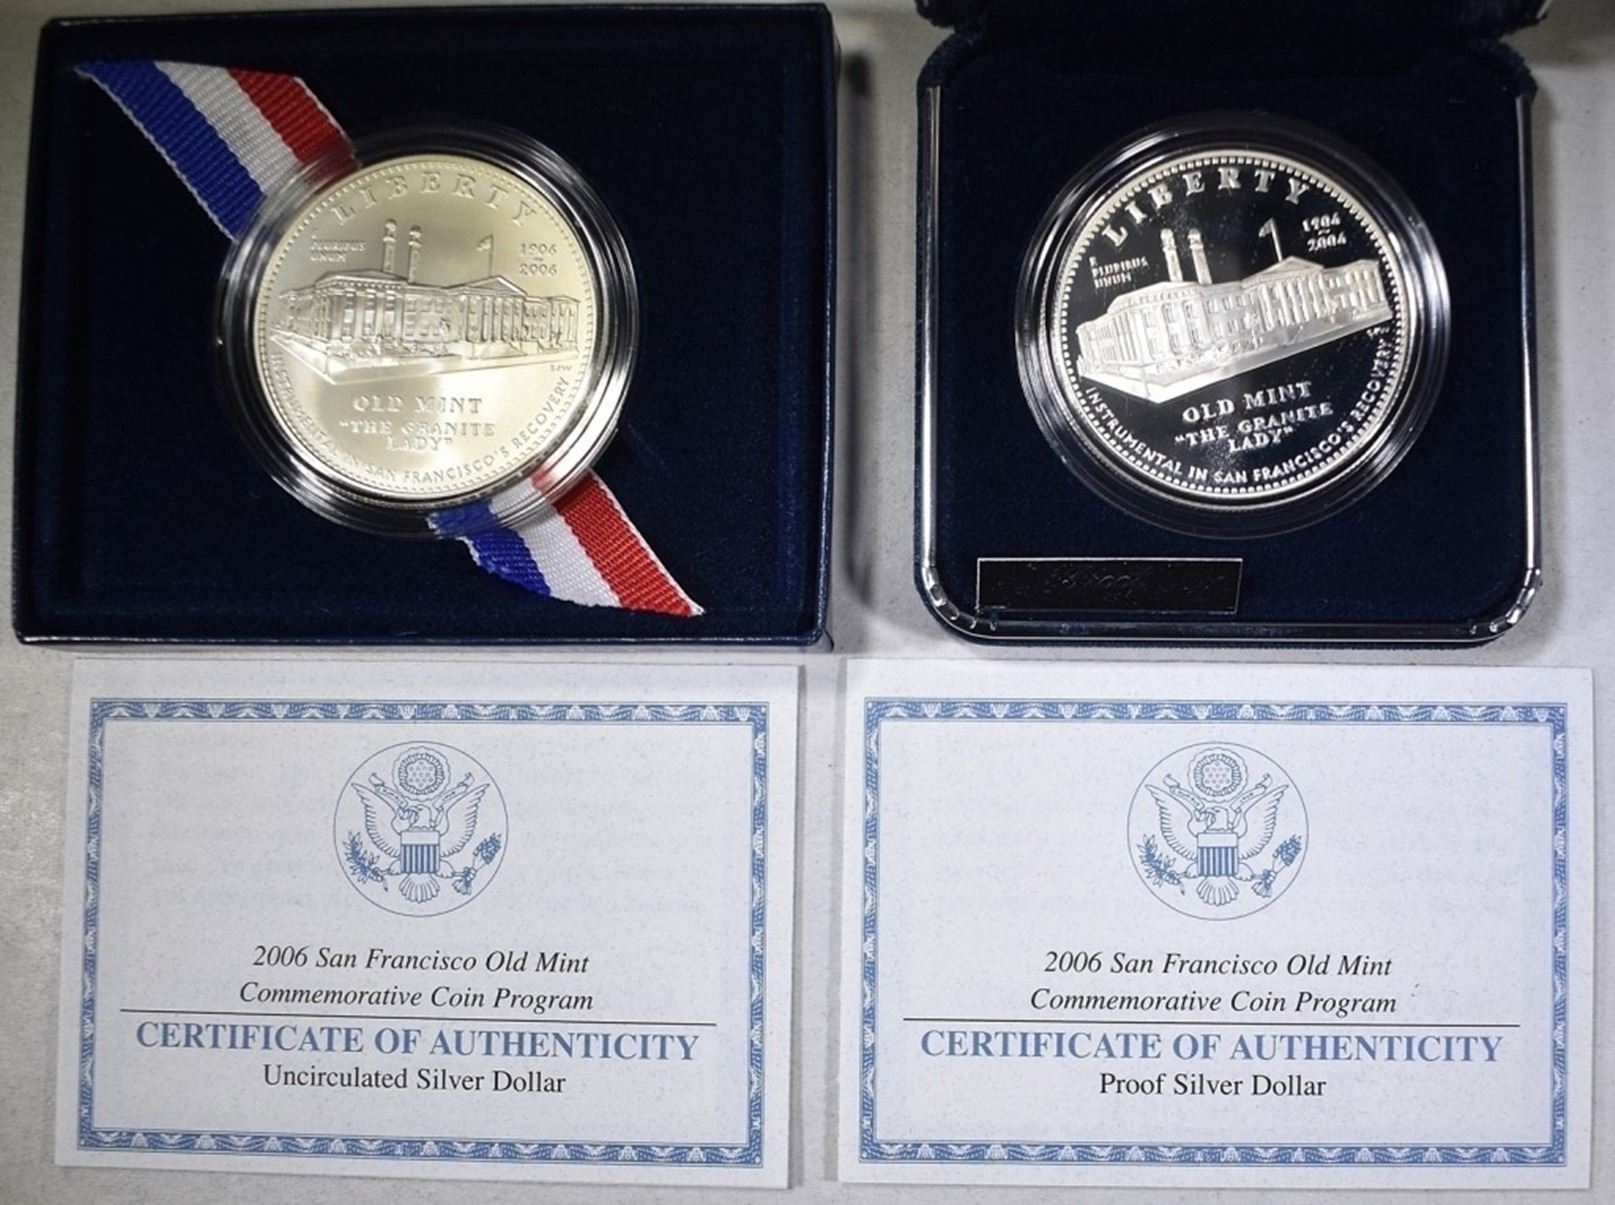 LIBERTY
E
PLURIBUS
UNUM
1906
2006
SJW
OLD MINT
"THE GRANITE
LADY"
INSTRUMENTAL IN SAN FRANCISCO'S RECOVERY
LIBERTY
E
PLURIBUS
UNUM
1906
2006
OLD MINT
"THE GRANITE
LADY"
INSTRUMENTAL IN SAN FRANCISCO'S RECOVERY
2006 San Francisco Old Mint
Commemorative Coin Program
CERTIFICATE OF AUTHENTICITY
Uncirculated Silver Dollar
2006 San Francisco Old Mint
Commemorative Coin Program
CERTIFICATE OF AUTHENTICITY
Proof Silver Dollar